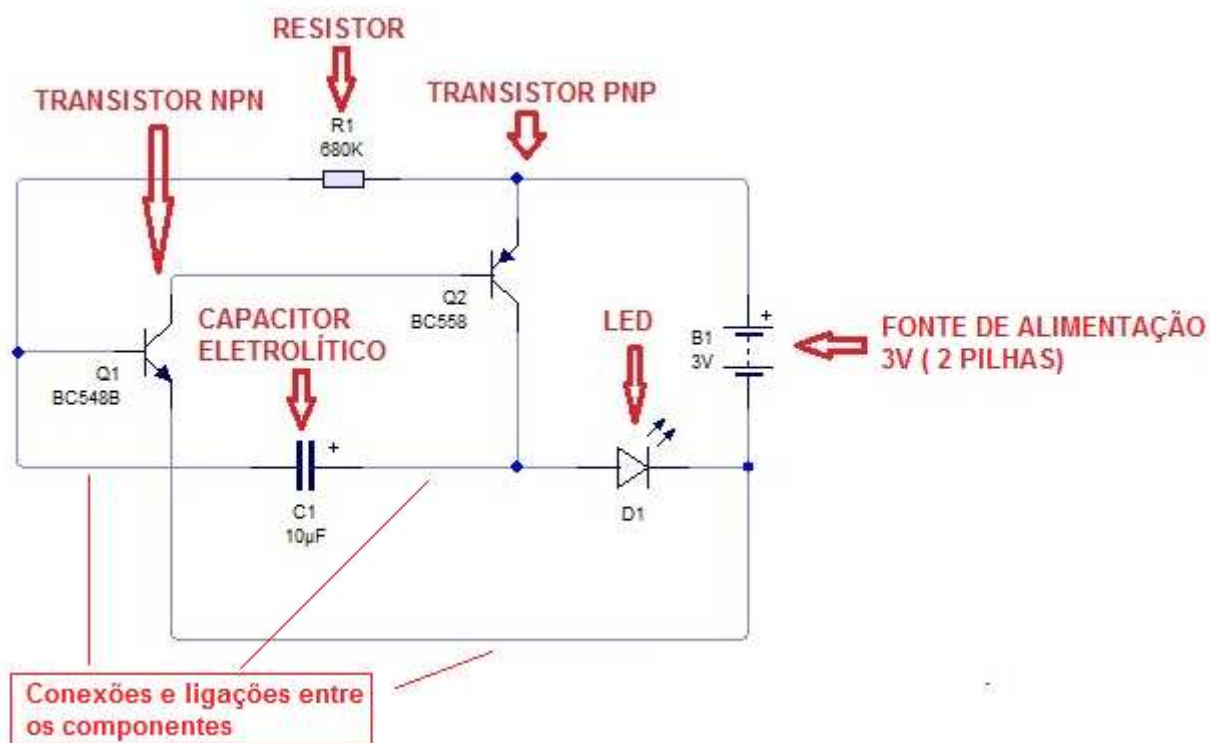 RESISTOR
TRANSISTOR NPN
TRANSISTOR PNP
R1
680K
Q2
BC558
CAPACITOR
ELETROLÍTICO
LED
+
B1
3V
FONTE DE ALIMENTAÇÃO
3V ( 2 PILHAS)
Q1
BC548B
+
C1
10µF
D1
Conexões e ligações entre
os componentes